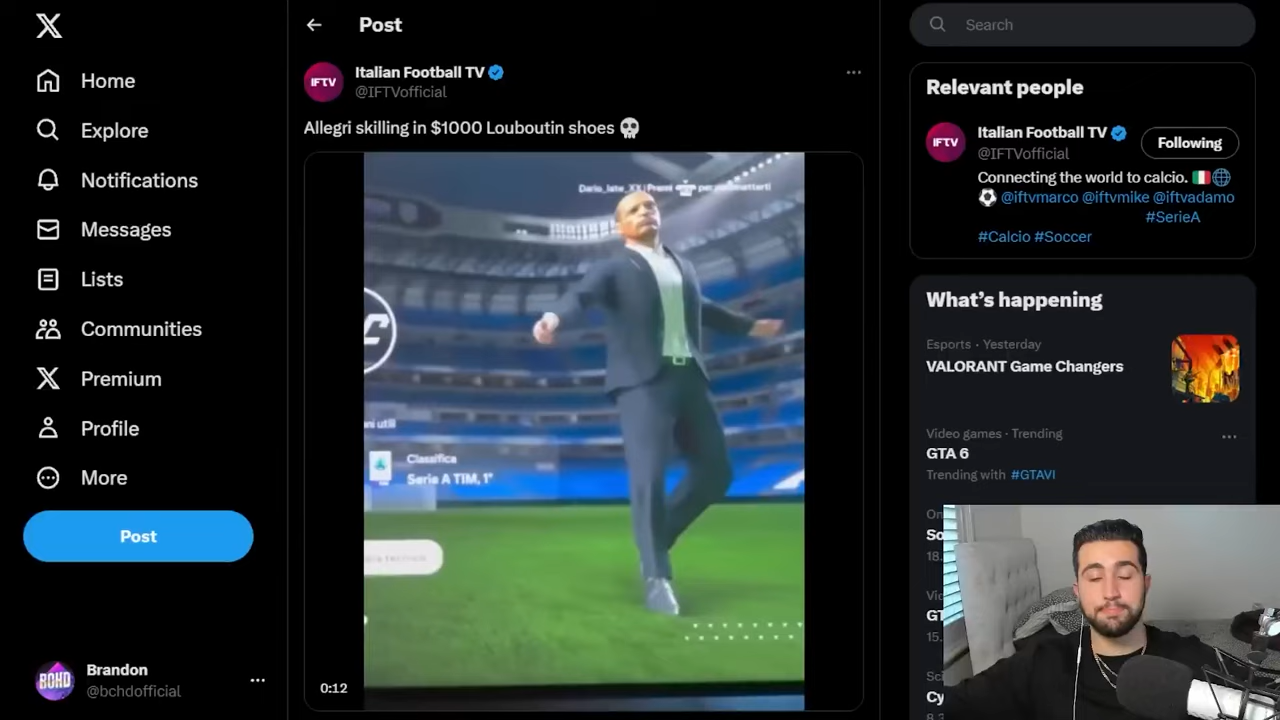 Home
Explore
Notifications
Messages
Lists
Communities
Premium
Profile
More
Post
BCHD
Brandon
@bchdofficial
Post
IFTV
Italian Football TV
@IFTVofficial
Allegri skilling in $1000 Louboutin shoes 💀
Classifica
Serie A TIM, 1°
0:12
Search
Relevant people
IFTV
Italian Football TV
@IFTVofficial
Following
Connecting the world to calcio. 🇮🇹🌐
⚽ @iftvmarco @iftvmike @iftvadamo
#SerieA
#Calcio #Soccer
What’s happening
Esports · Yesterday
VALORANT Game Changers
Video games · Trending
GTA 6
Trending with #GTAVI